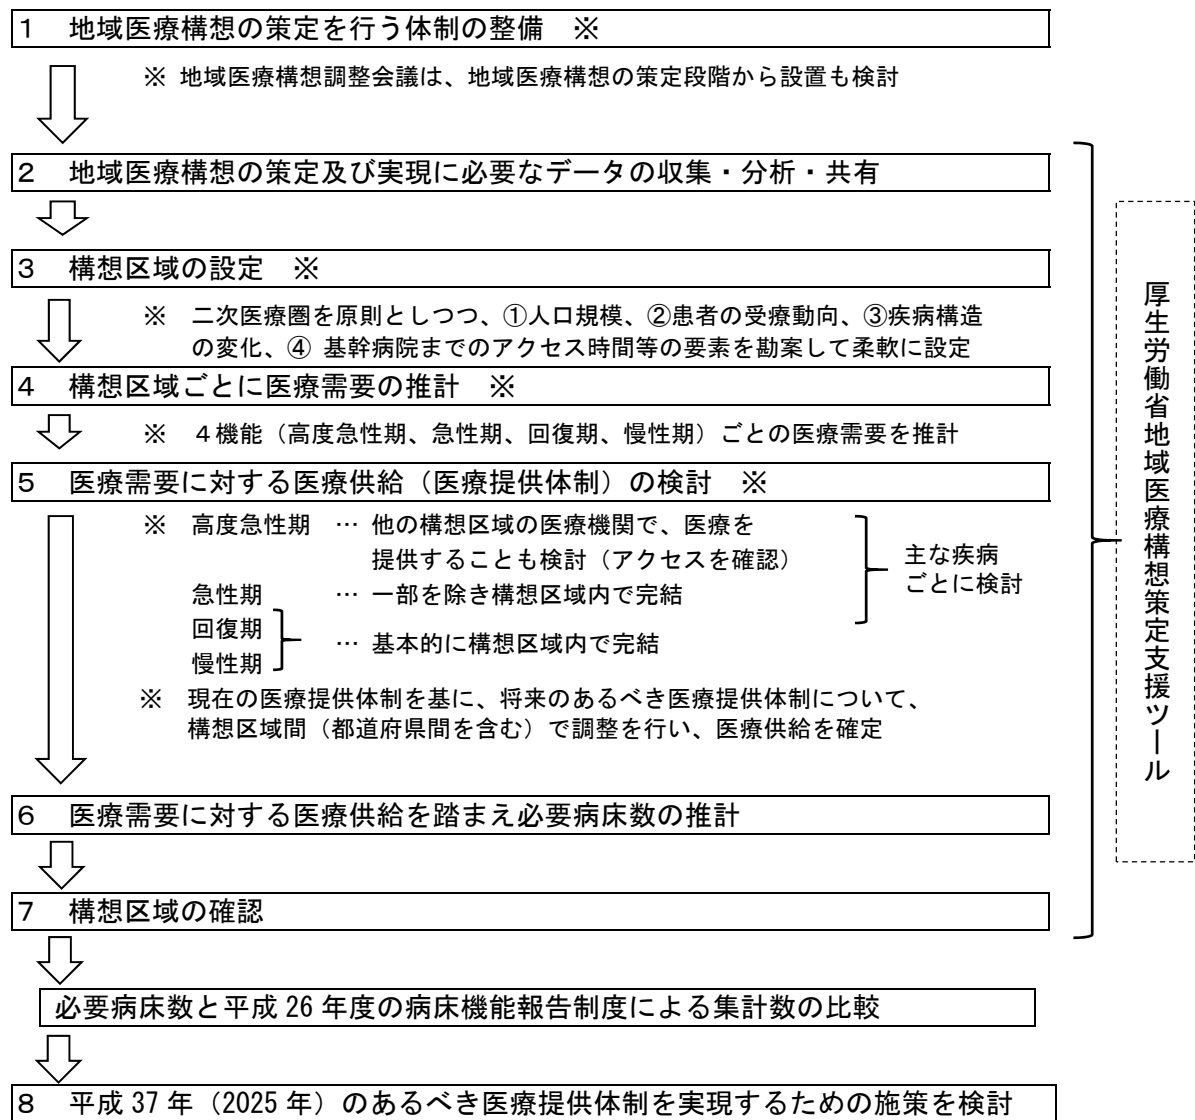 1　地域医療構想の策定を行う体制の整備　※
※ 地域医療構想調整会議は、地域医療構想の策定段階から設置も検討
2　地域医療構想の策定及び実現に必要なデータの収集・分析・共有
3　構想区域の設定　※
※　二次医療圏を原則としつつ、①人口規模、②患者の受療動向、③疾病構造
の変化、④ 基幹病院までのアクセス時間等の要素を勘案して柔軟に設定
4　構想区域ごとに医療需要の推計　※
※　４機能（高度急性期、急性期、回復期、慢性期）ごとの医療需要を推計
5　医療需要に対する医療供給（医療提供体制）の検討　※
※　高度急性期　… 他の構想区域の医療機関で、医療を
提供することも検討（アクセスを確認）
急性期　… 一部を除き構想区域内で完結
回復期
慢性期
… 基本的に構想区域内で完結
主な疾病
ごとに検討
※　現在の医療提供体制を基に、将来のあるべき医療提供体制について、
構想区域間（都道府県間を含む）で調整を行い、医療供給を確定
6　医療需要に対する医療供給を踏まえ必要病床数の推計
7　構想区域の確認
必要病床数と平成 26 年度の病床機能報告制度による集計数の比較
8　平成 37 年（2025 年）のあるべき医療提供体制を実現するための施策を検討
厚生労働省地域医療構想策定支援ツール